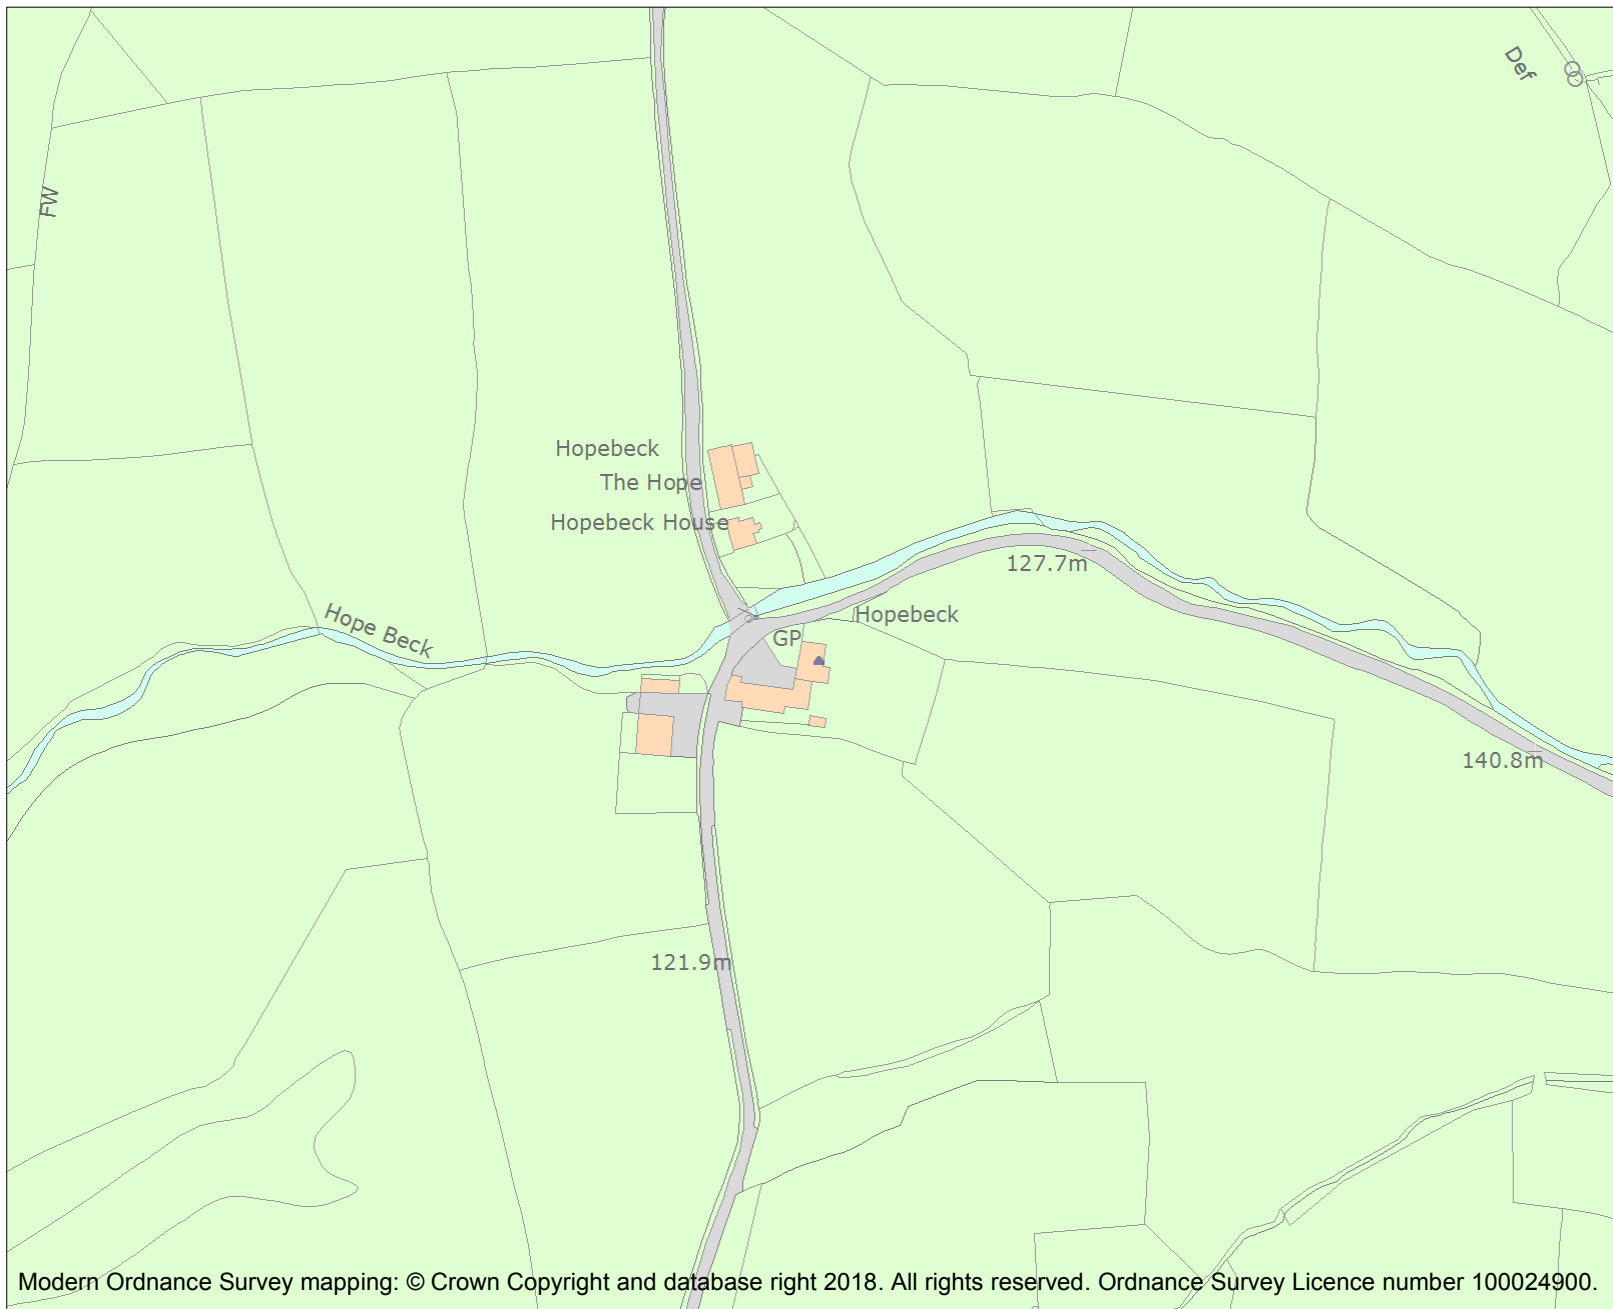 Def
FW
Hopebeck
The Hope
Hopebeck House
127.7m
Hope Beck
Hopebeck
GP
140.8m
121.9m
Modern Ordnance Survey mapping: © Crown Copyright and database right 2018. All rights reserved. Ordnance Survey Licence number 100024900.